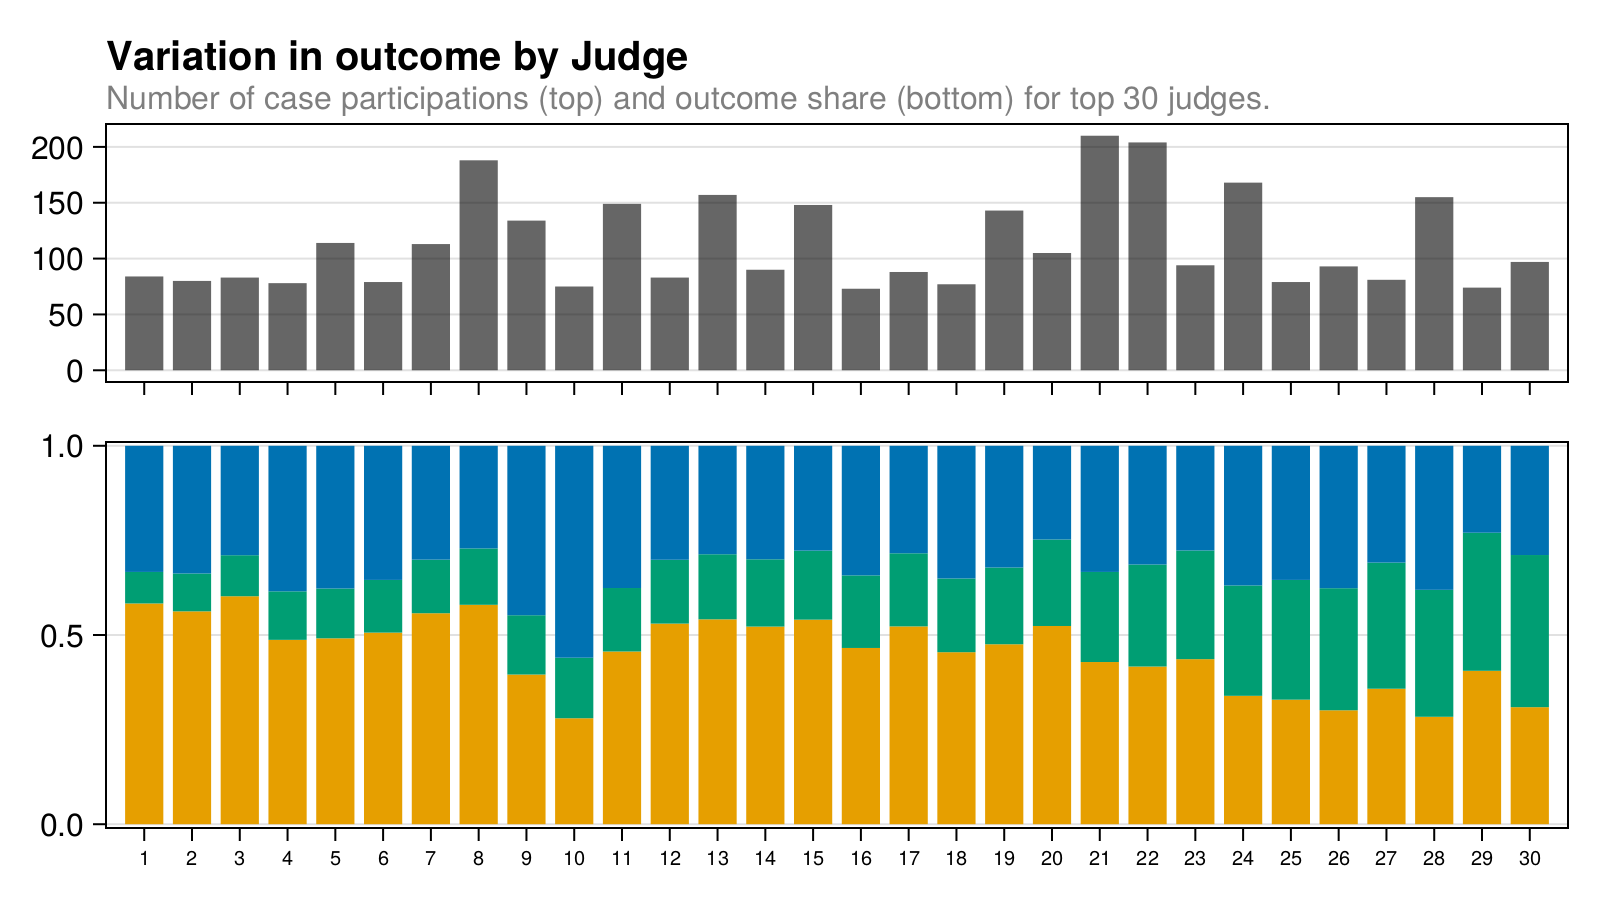 Variation in outcome by Judge
Number of case participations (top) and outcome share (bottom) for top 30 judges.
200
150
100
50
0
1.0
0.5
0.0
1 2 3 4 5 6 7 8 9 10 11 12 13 14 15 16 17 18 19 20 21 22 23 24 25 26 27 28 29 30